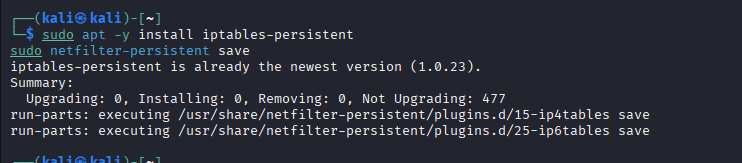 ┌──(kali㉿kali)-[~]
└─$ sudo apt -y install iptables-persistent
sudo netfilter-persistent save
iptables-persistent is already the newest version (1.0.23).
Summary:
  Upgrading: 0, Installing: 0, Removing: 0, Not Upgrading: 477
run-parts: executing /usr/share/netfilter-persistent/plugins.d/15-ip4tables save
run-parts: executing /usr/share/netfilter-persistent/plugins.d/25-ip6tables save
┌──(kali㉿kali)-[~]